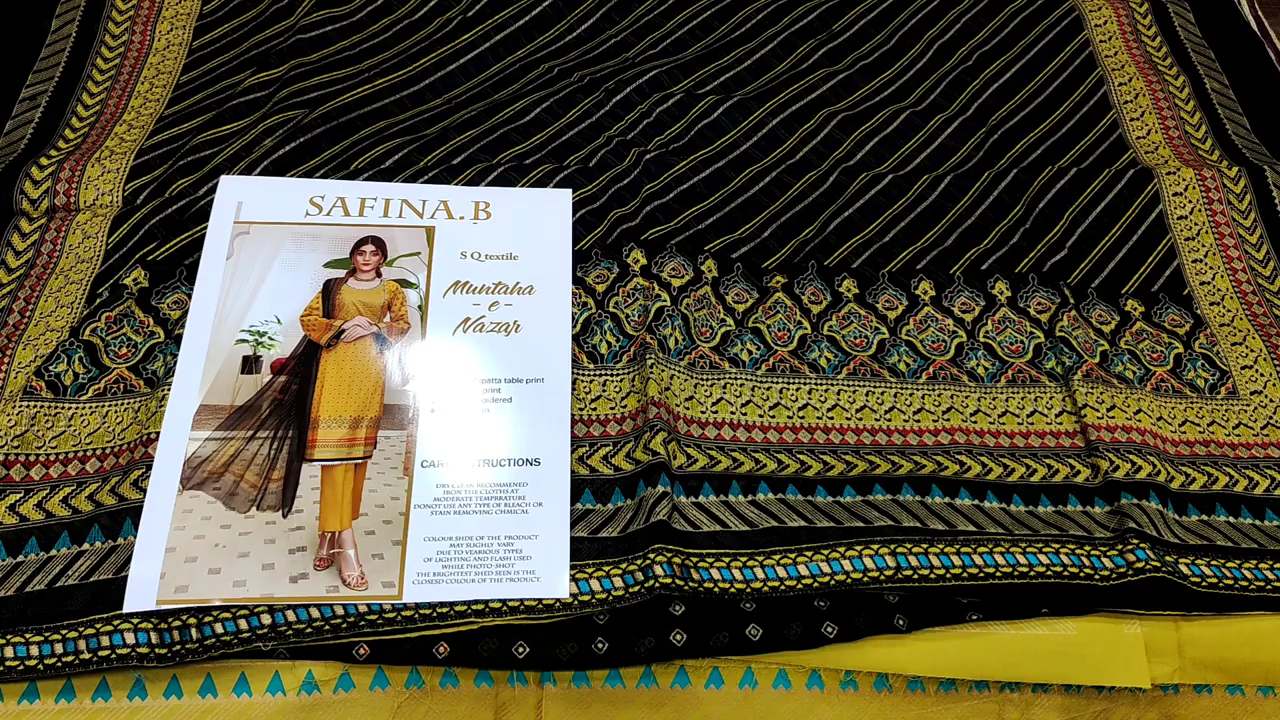 SAFINA.B
S Q textile
Muntaha
- e -
Nazar
patta table print
print
oidered
CAR TRUCTIONS
DRY CLEAN RECOMMENED
IRON THE CLOTHS AT
MODERATE TEMPRRATURE
DONOT USE ANY TYPE OF BLEACH OR
STAIN REMOVING CHMICAL
COLOUR SHDE OF THE PRODUCT
MAY SLIGHLY VARY
DUE TO VEARIOUS TYPES
OF LIGHTING AND FLASH USED
WHILE PHOTO-SHOT
THE BRIGHTEST SHED SEEN IS THE
CLOSESD COLOUR OF THE PRODUCT.